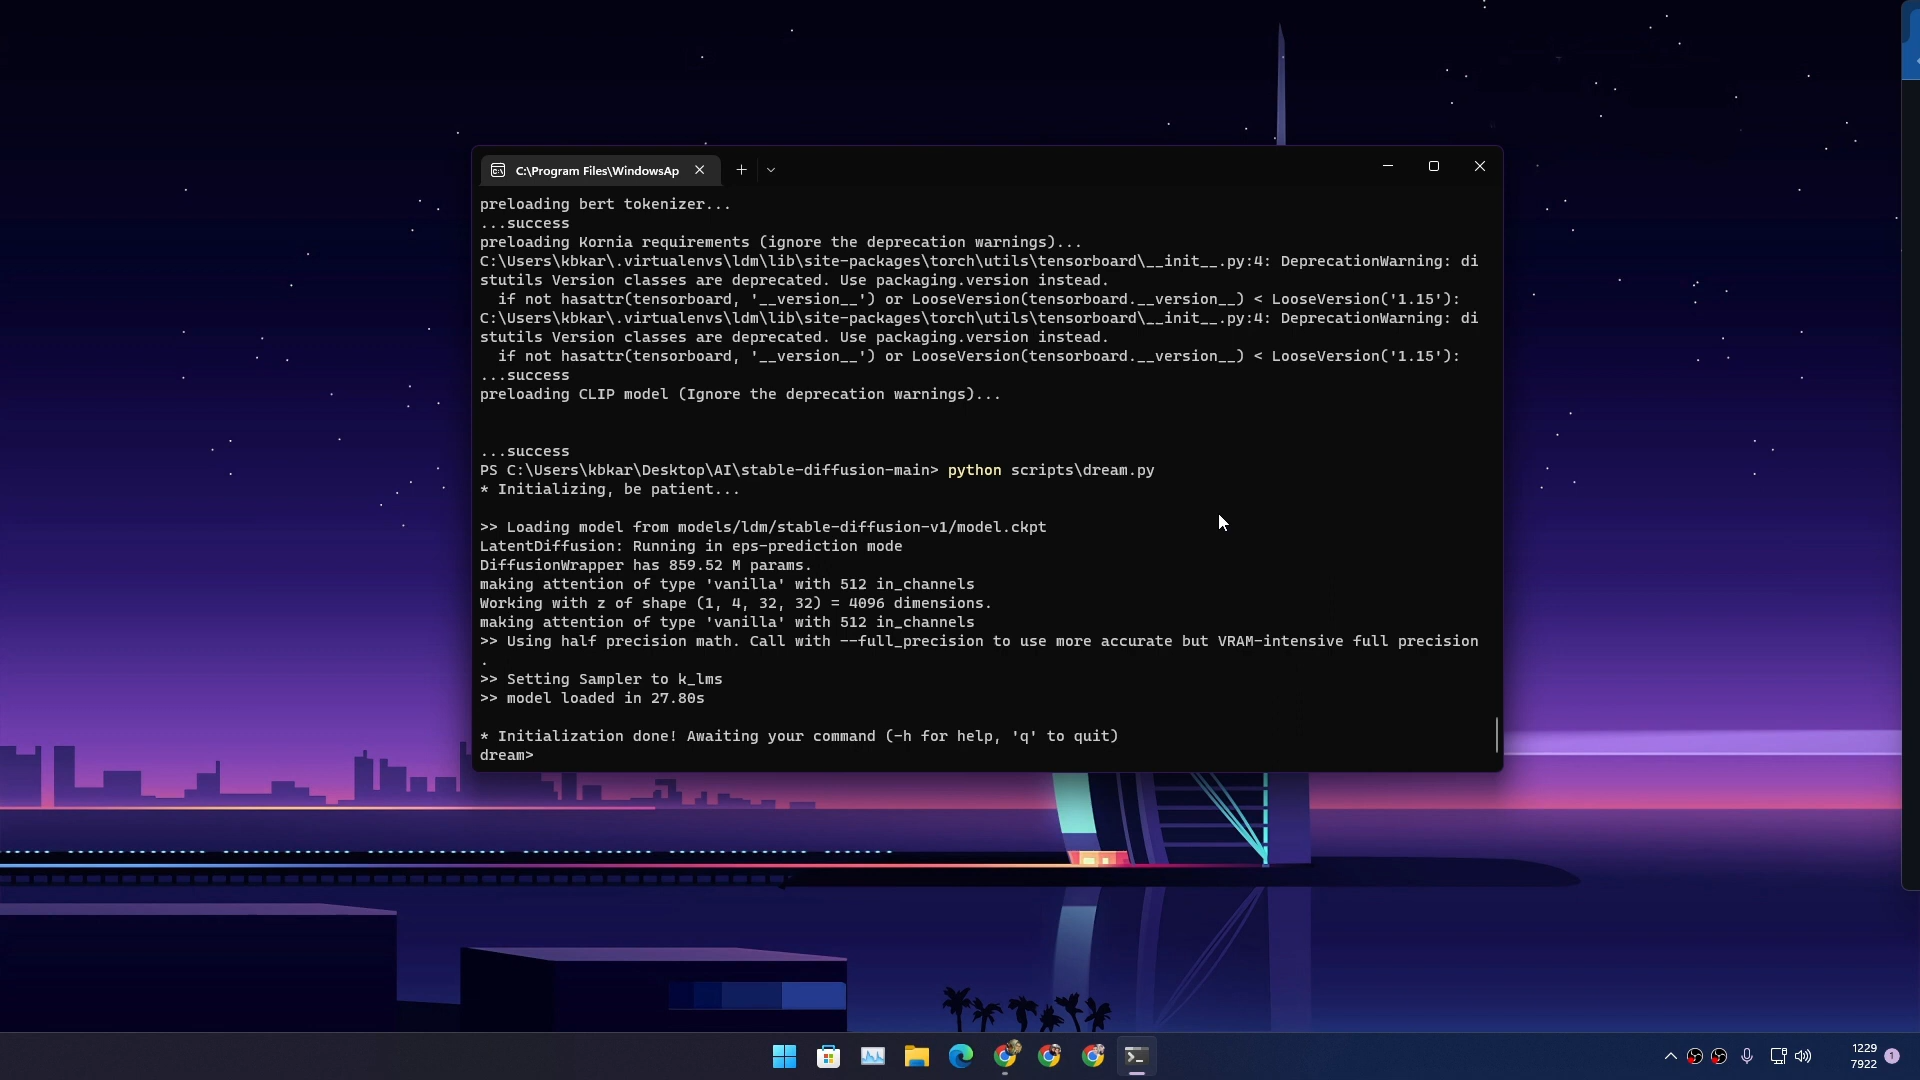 C:\Program Files\WindowsAp
preloading bert tokenizer...
...success
preloading Kornia requirements (ignore the deprecation warnings)...
C:\Users\kbkar\.virtualenvs\ldm\lib\site-packages\torch\utils\tensorboard\__init__.py:4: DeprecationWarning: di
stutils Version classes are deprecated. Use packaging.version instead.
  if not hasattr(tensorboard, '__version__') or LooseVersion(tensorboard.__version__) < LooseVersion('1.15'):
C:\Users\kbkar\.virtualenvs\ldm\lib\site-packages\torch\utils\tensorboard\__init__.py:4: DeprecationWarning: di
stutils Version classes are deprecated. Use packaging.version instead.
  if not hasattr(tensorboard, '__version__') or LooseVersion(tensorboard.__version__) < LooseVersion('1.15'):
...success
preloading CLIP model (Ignore the deprecation warnings)...
...success
PS C:\Users\kbkar\Desktop\AI\stable-diffusion-main> python scripts\dream.py
* Initializing, be patient...
>> Loading model from models/ldm/stable-diffusion-v1/model.ckpt
LatentDiffusion: Running in eps-prediction mode
DiffusionWrapper has 859.52 M params.
making attention of type 'vanilla' with 512 in_channels
Working with z of shape (1, 4, 32, 32) = 4096 dimensions.
making attention of type 'vanilla' with 512 in_channels
>> Using half precision math. Call with --full_precision to use more accurate but VRAM-intensive full precision
.
>> Setting Sampler to k_lms
>> model loaded in 27.80s
* Initialization done! Awaiting your command (-h for help, 'q' to quit)
dream>
1229
7922
1